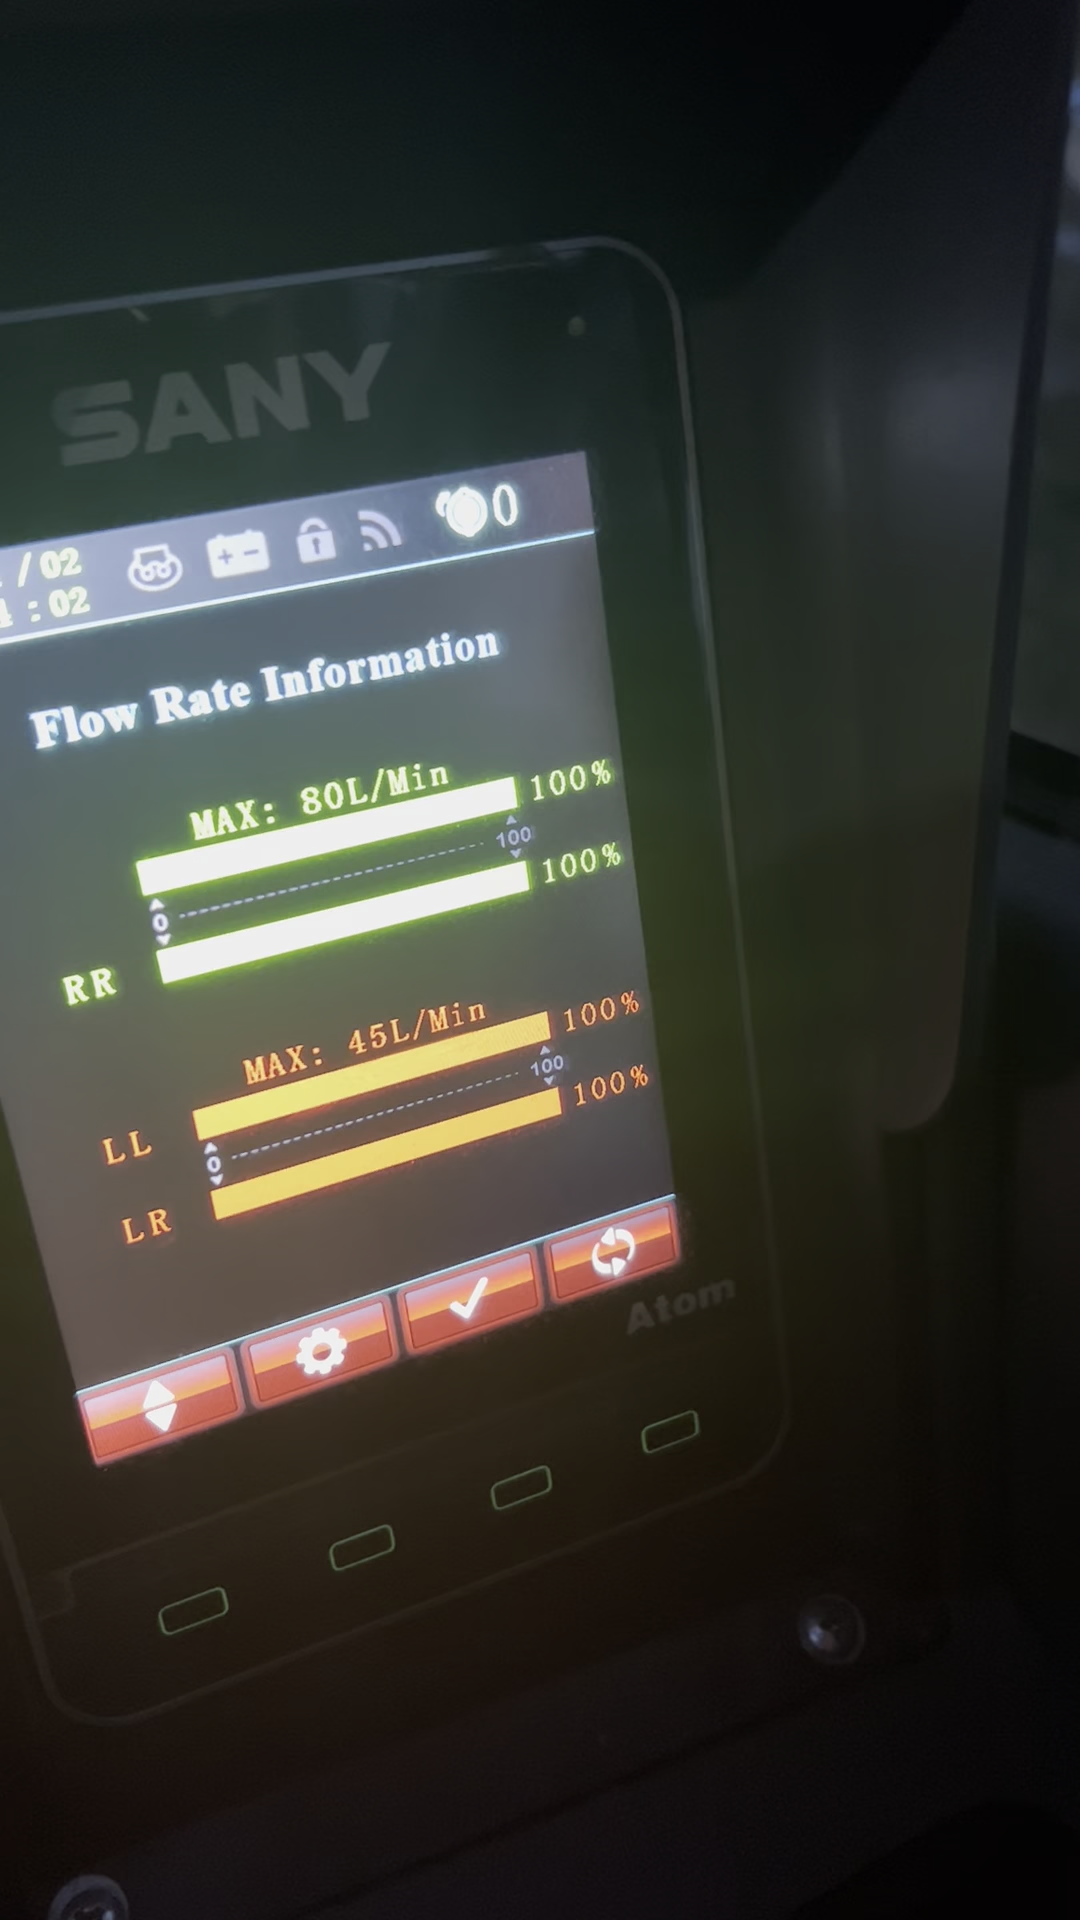 SANY
/02
:02
0
Flow Rate Information
MAX: 80L/Min
100%
100
0
100%
RR
MAX: 45L/Min
100%
LL
100
0
100%
LR
Atom